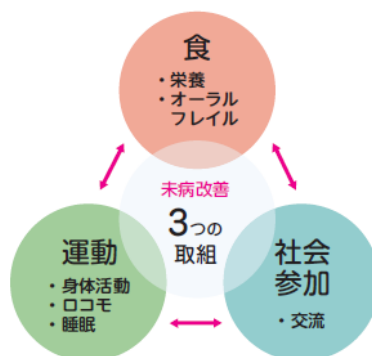 食
・栄養
・オーラル
フレイル
未病改善
3つの
取組
運動
・身体活動
・ロコモ
・睡眠
社会
参加
・交流